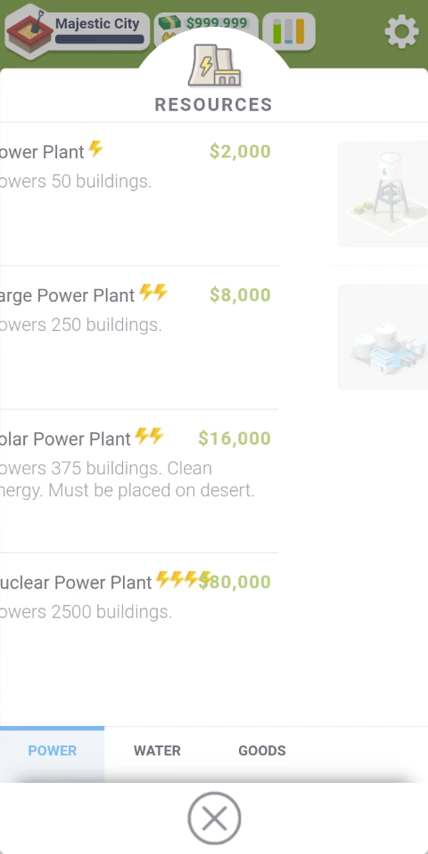 Majestic City
$999,999
RESOURCES
ower Plant
$2,000
owers 50 buildings.
arge Power Plant
$8,000
owers 250 buildings.
olar Power Plant
$16,000
owers 375 buildings. Clean
nergy. Must be placed on desert.
uclear Power Plant
$80,000
owers 2500 buildings.
POWER
WATER
GOODS